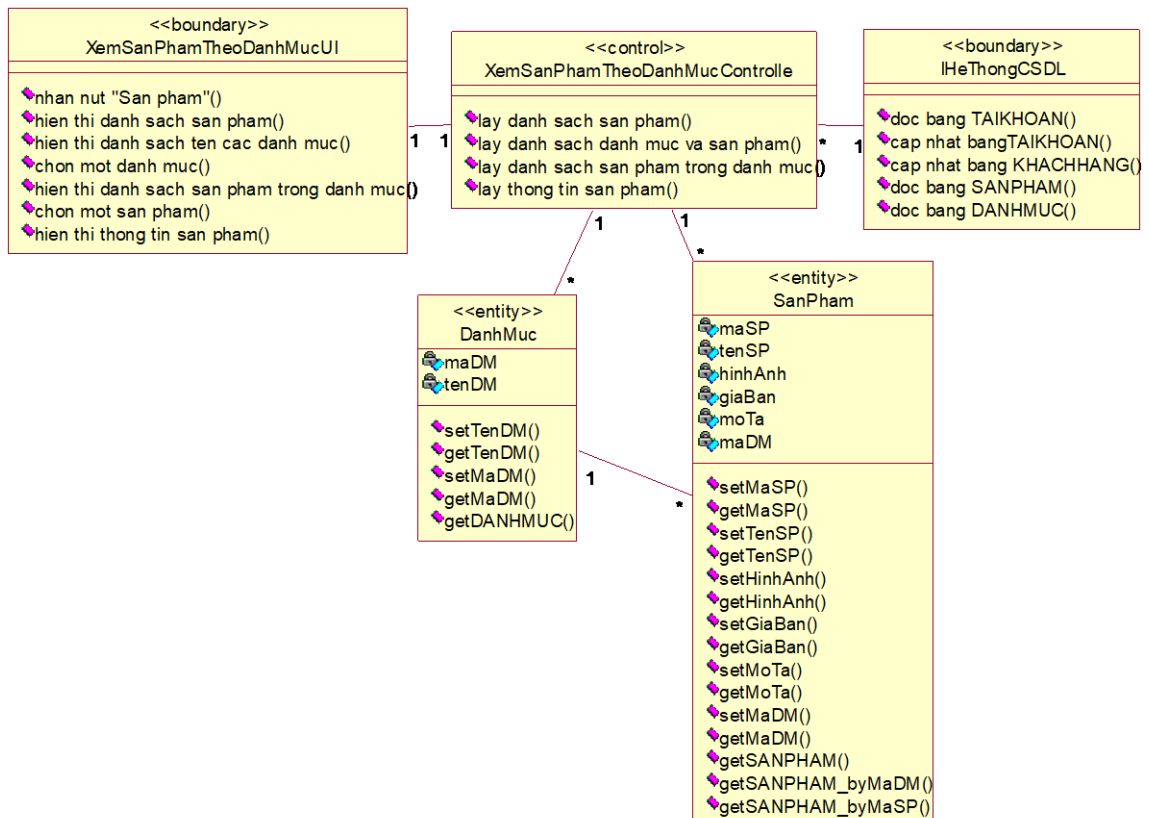 <<boundary>>
XemSanPhamTheoDanhMucUI
nhan nut "San pham"()
hien thi danh sach san pham()
hien thi danh sach ten cac danh muc()
chon mot danh muc()
hien thi danh sach san pham trong danh muc()
chon mot san pham()
hien thi thong tin san pham()
1
1
<<control>>
XemSanPhamTheoDanhMucControlle
lay danh sach san pham()
lay danh sach danh muc va san pham()
lay danh sach san pham trong danh muc()
lay thong tin san pham()
*
1
<<boundary>>
IHeThongCSDL
doc bang TAIKHOAN()
cap nhat bangTAIKHOAN()
cap nhat bang KHACHHANG()
doc bang SANPHAM()
doc bang DANHMUC()
1
*
1
*
<<entity>>
DanhMuc
maDM
tenDM
setTenDM()
getTenDM()
setMaDM()
getMaDM()
getDANHMUC()
1
*
<<entity>>
SanPham
maSP
tenSP
hinhAnh
giaBan
moTa
maDM
setMaSP()
getMaSP()
setTenSP()
getTenSP()
setHinhAnh()
getHinhAnh()
setGiaBan()
getGiaBan()
setMoTa()
getMoTa()
setMaDM()
getMaDM()
getSANPHAM()
getSANPHAM_byMaDM()
getSANPHAM_byMaSP()